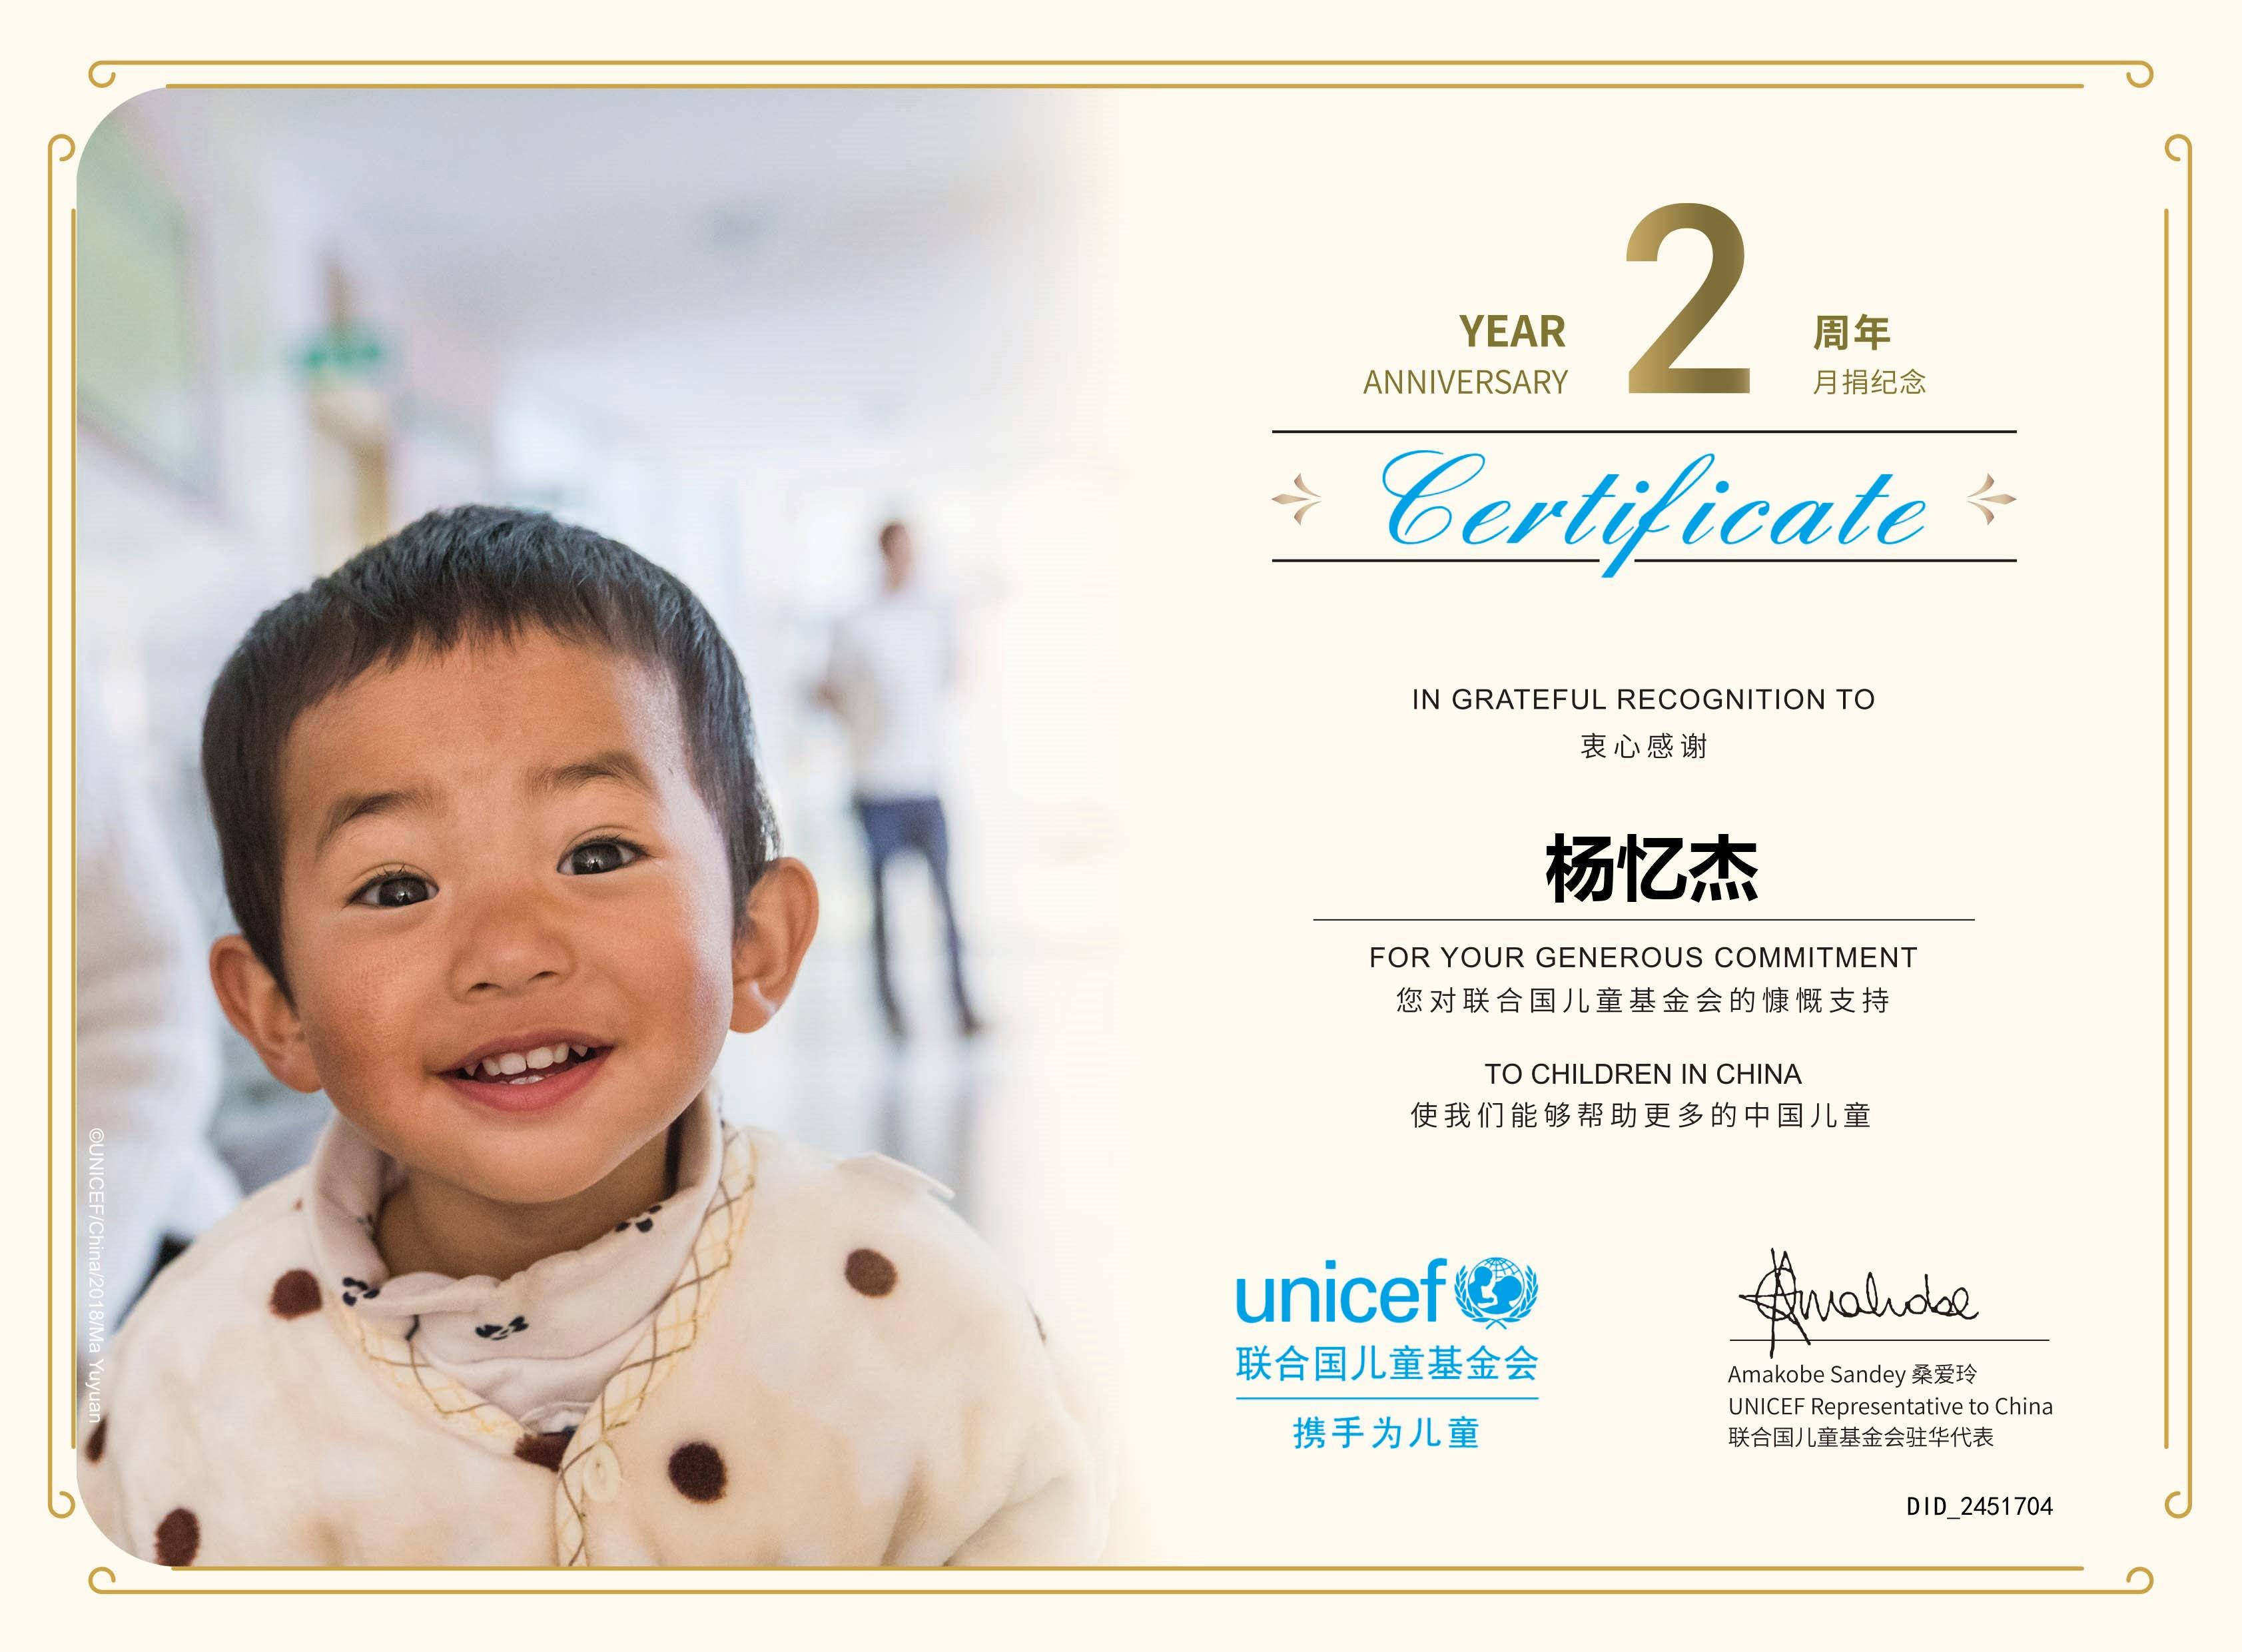 YEAR 2 周年
ANNIVERSARY 月捐纪念
Certificate
IN GRATEFUL RECOGNITION TO
衷心感谢
杨忆杰
FOR YOUR GENEROUS COMMITMENT
您对联合国儿童基金会的慷慨支持
TO CHILDREN IN CHINA
使我们能够帮助更多的中国儿童
unicef
联合国儿童基金会
携手为儿童
Amakobe
Amakobe Sandey 桑爱玲
UNICEF Representative to China
联合国儿童基金会驻华代表
DID_2451704
©UNICEF/China/2018/Ma Yuyuan